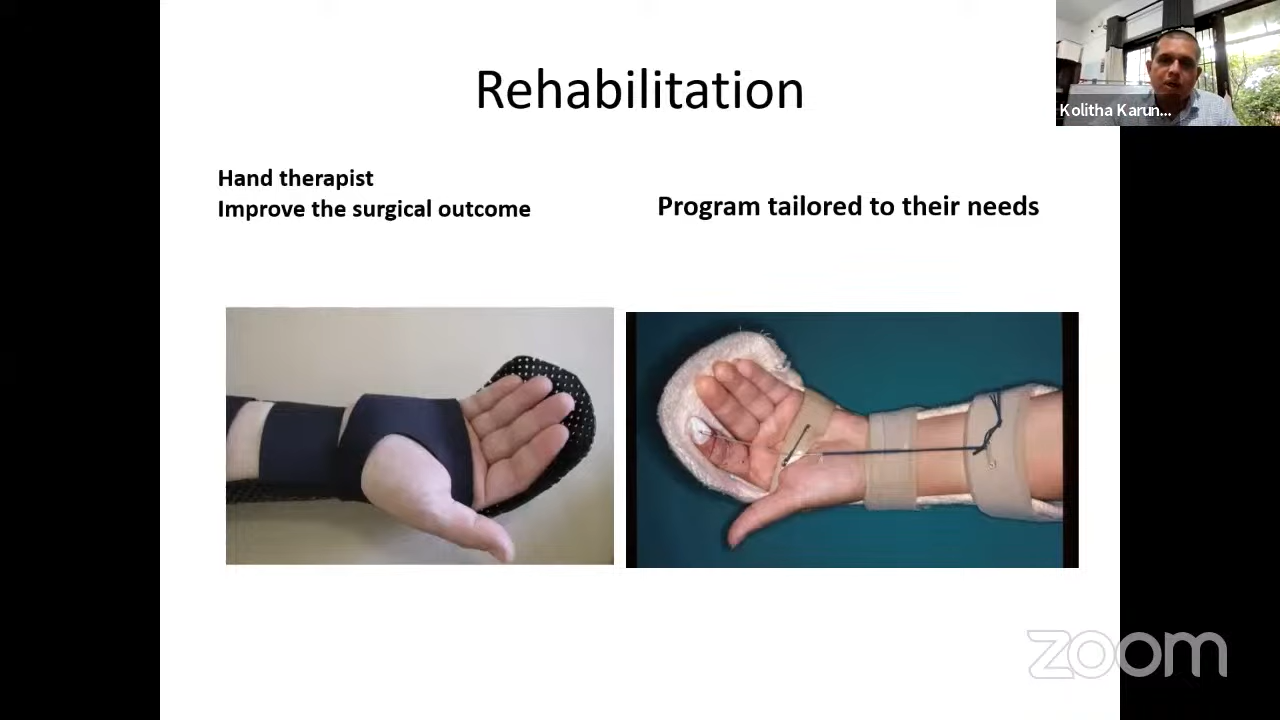 Rehabilitation
Kolitha Karun...
Hand therapist
Improve the surgical outcome
Program tailored to their needs
zoom